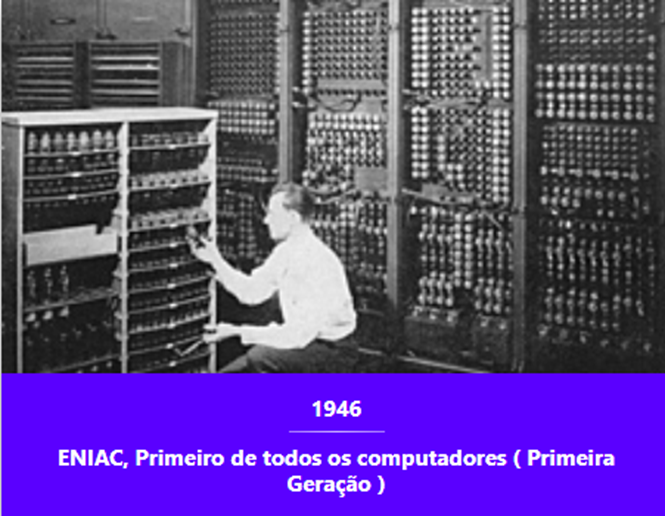 1946
ENIAC, Primeiro de todos os computadores ( Primeira
Geração )